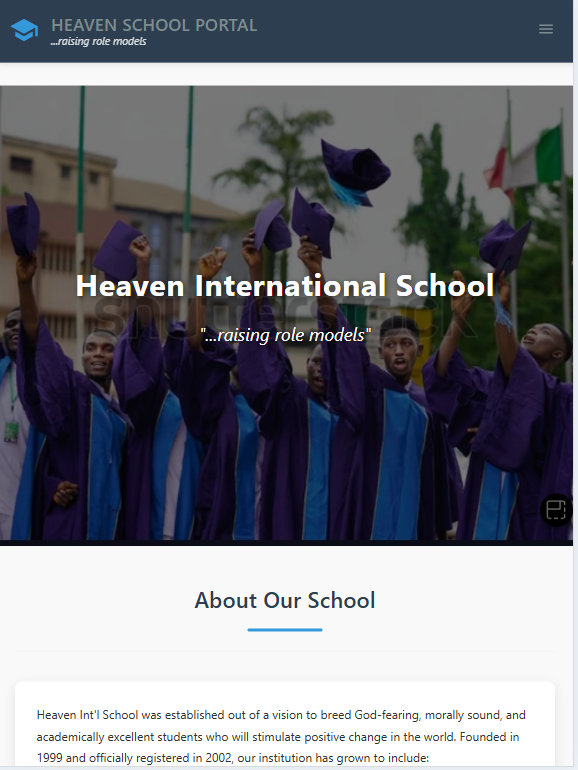 HEAVEN SCHOOL PORTAL
...raising role models
Heaven International School
"...raising role models"
About Our School
Heaven Int'l School was established out of a vision to breed God-fearing, morally sound, and
academically excellent students who will stimulate positive change in the world. Founded in
1999 and officially registered in 2002, our institution has grown to include: